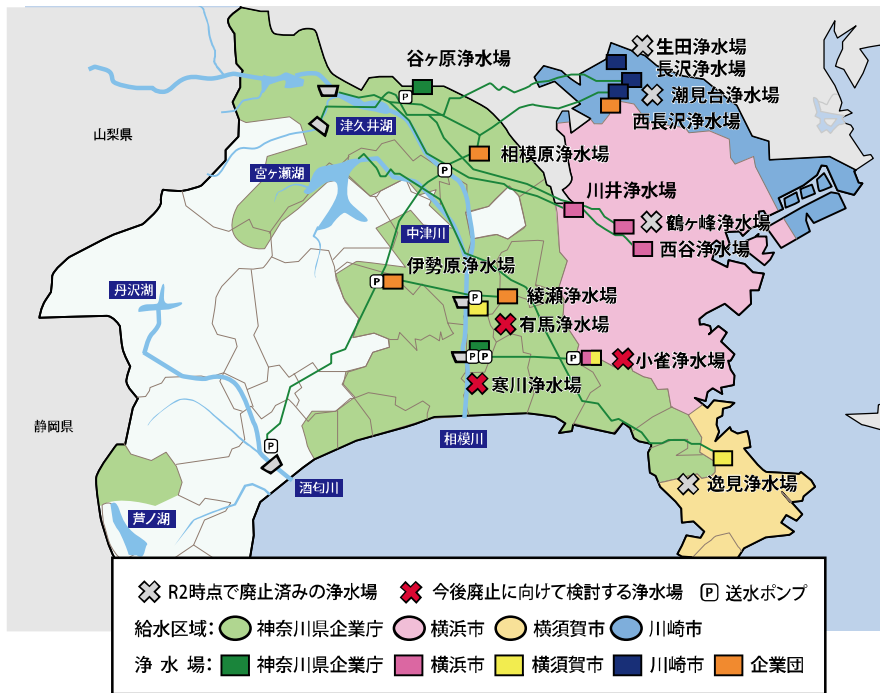 生田浄水場
谷ヶ原浄水場
長沢浄水場
潮見台浄水場
P
西長沢浄水場
津久井湖
山梨県
相模原浄水場
宮ヶ瀬湖
P
川井浄水場
鶴ヶ峰浄水場
中津川
西谷浄水場
伊勢原浄水場
P
丹沢湖
綾瀬浄水場
P
有馬浄水場
P P
P
小雀浄水場
寒川浄水場
静岡県
相模川
P
逸見浄水場
酒匂川
芦ノ湖
R2時点で廃止済みの浄水場
今後廃止に向けて検討する浄水場
P 送水ポンプ
給水区域: 神奈川県企業庁 横浜市 横須賀市 川崎市
浄水場: 神奈川県企業庁 横浜市 横須賀市 川崎市 企業団